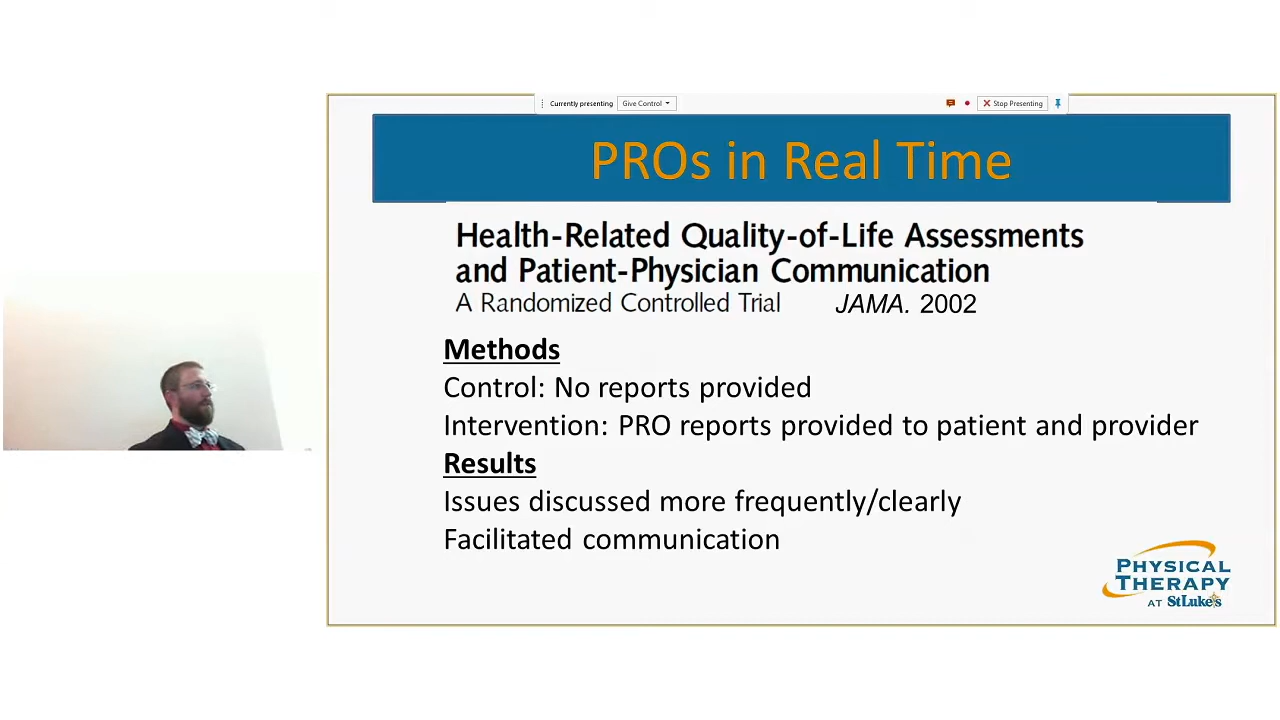 Currently presenting Give Control Stop Presenting
PROs in Real Time
Health-Related Quality-of-Life Assessments
and Patient-Physician Communication
A Randomized Controlled Trial JAMA. 2002
Methods
Control: No reports provided
Intervention: PRO reports provided to patient and provider
Results
Issues discussed more frequently/clearly
Facilitated communication
PHYSICAL
THERAPY
AT StLuke's